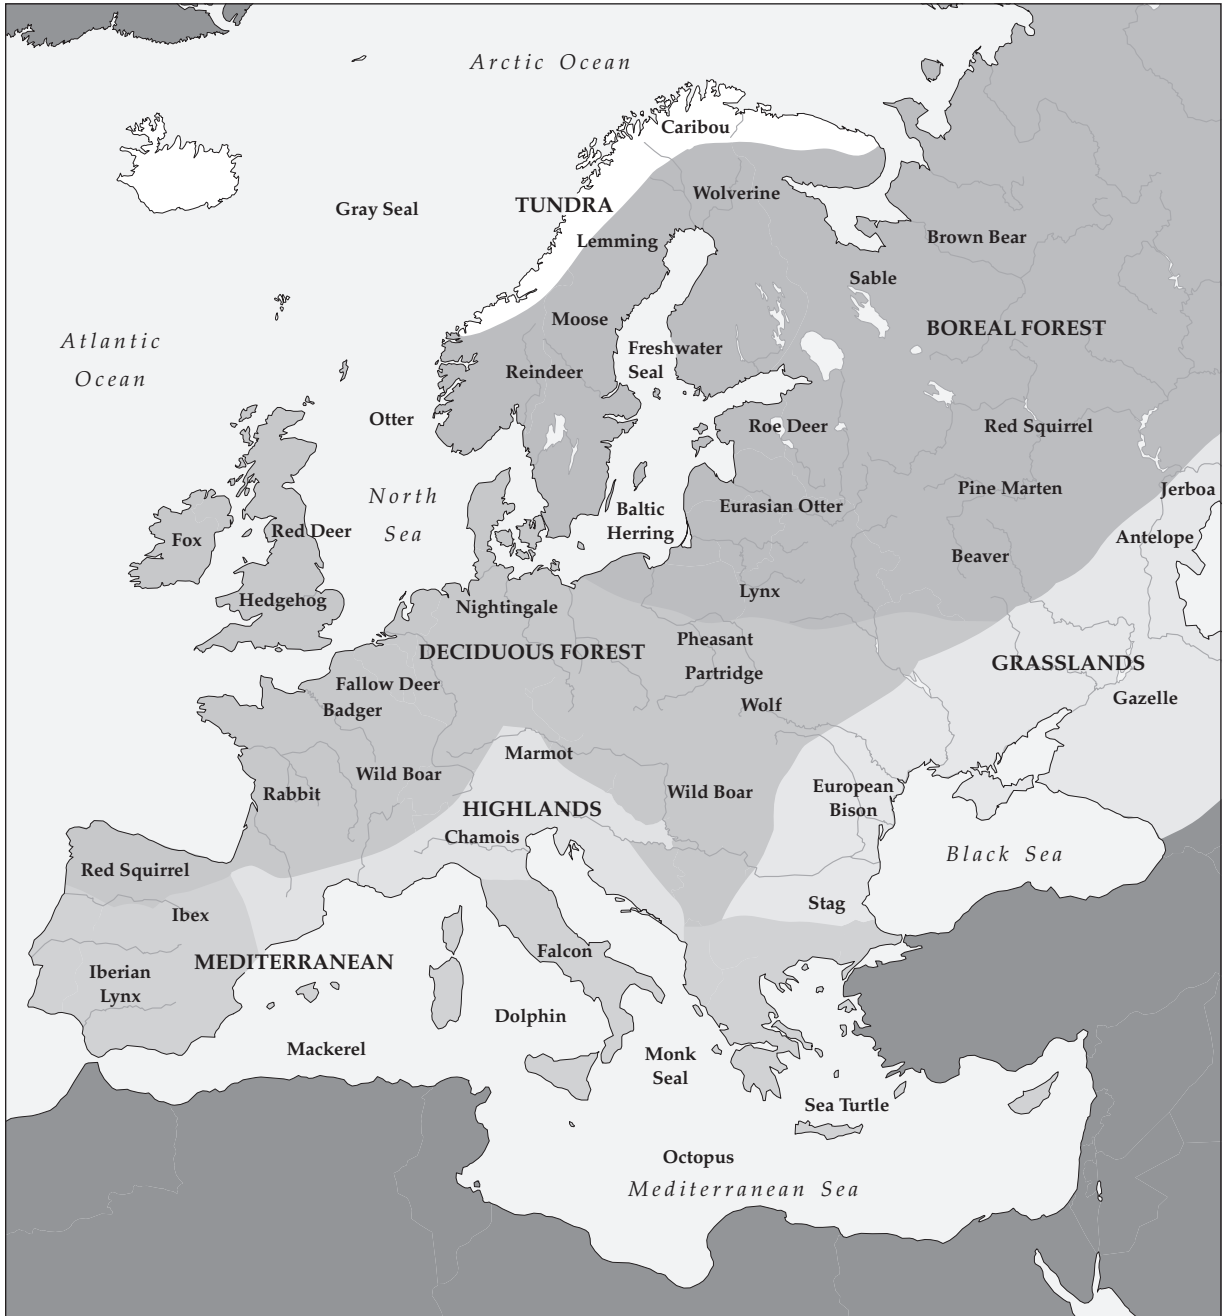 Arctic Ocean
Caribou
Wolverine
TUNDRA
Gray Seal
Lemming
Brown Bear
Sable
Moose
BOREAL FOREST
Atlantic
Ocean
Freshwater
Seal
Reindeer
Otter
Roe Deer
Red Squirrel
North
Sea
Pine Marten
Jerboa
Eurasian Otter
Baltic
Herring
Red Deer
Fox
Antelope
Beaver
Lynx
Hedgehog
Nightingale
Pheasant
DECIDUOUS FOREST
GRASSLANDS
Partridge
Fallow Deer
Badger
Wolf
Gazelle
Marmot
Wild Boar
Rabbit
Wild Boar
European
Bison
HIGHLANDS
Chamois
Black Sea
Red Squirrel
Stag
Ibex
Falcon
MEDITERRANEAN
Iberian
Lynx
Dolphin
Mackerel
Monk
Seal
Sea Turtle
Octopus
Mediterranean Sea